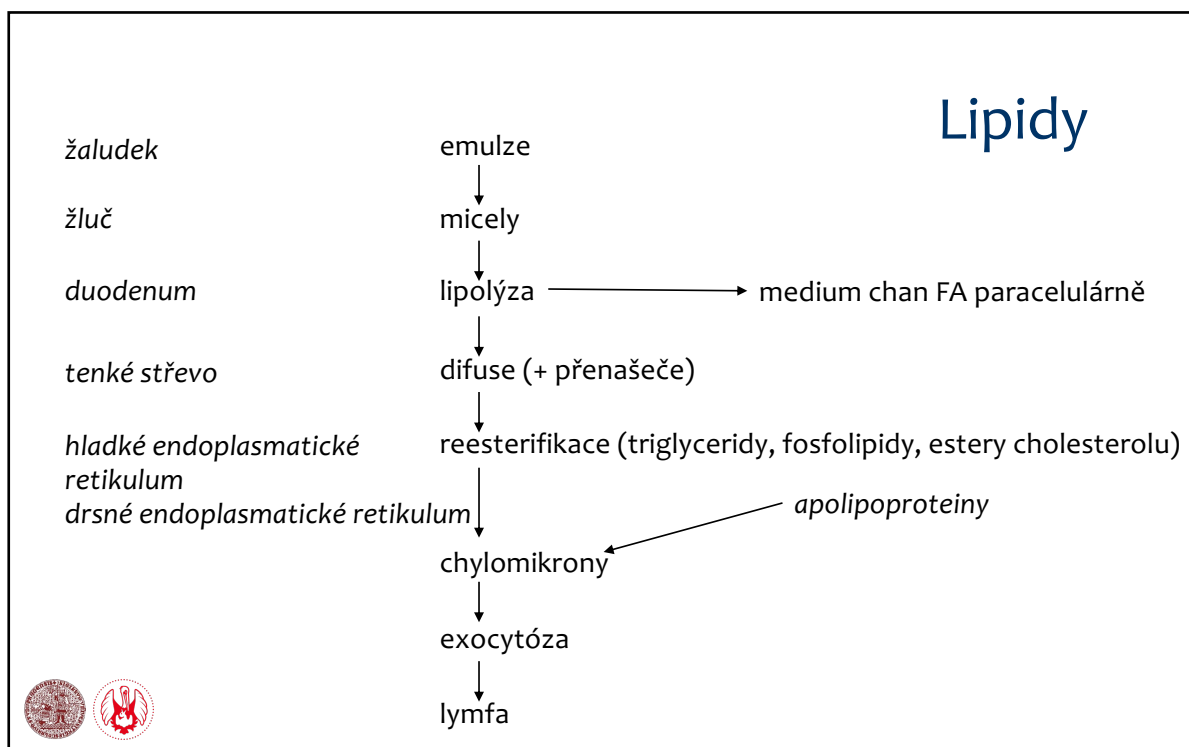 Lipidy
žaludek
emulze
žluč
micely
duodenum
lipolýza
medium chan FA paracelulárně
tenké střevo
difuse (+ přenašeče)
hladké endoplasmatické
retikulum
reesterifikace (triglyceridy, fosfolipidy, estery cholesterolu)
drsné endoplasmatické retikulum
apolipoproteiny
chylomikrony
exocytóza
lymfa